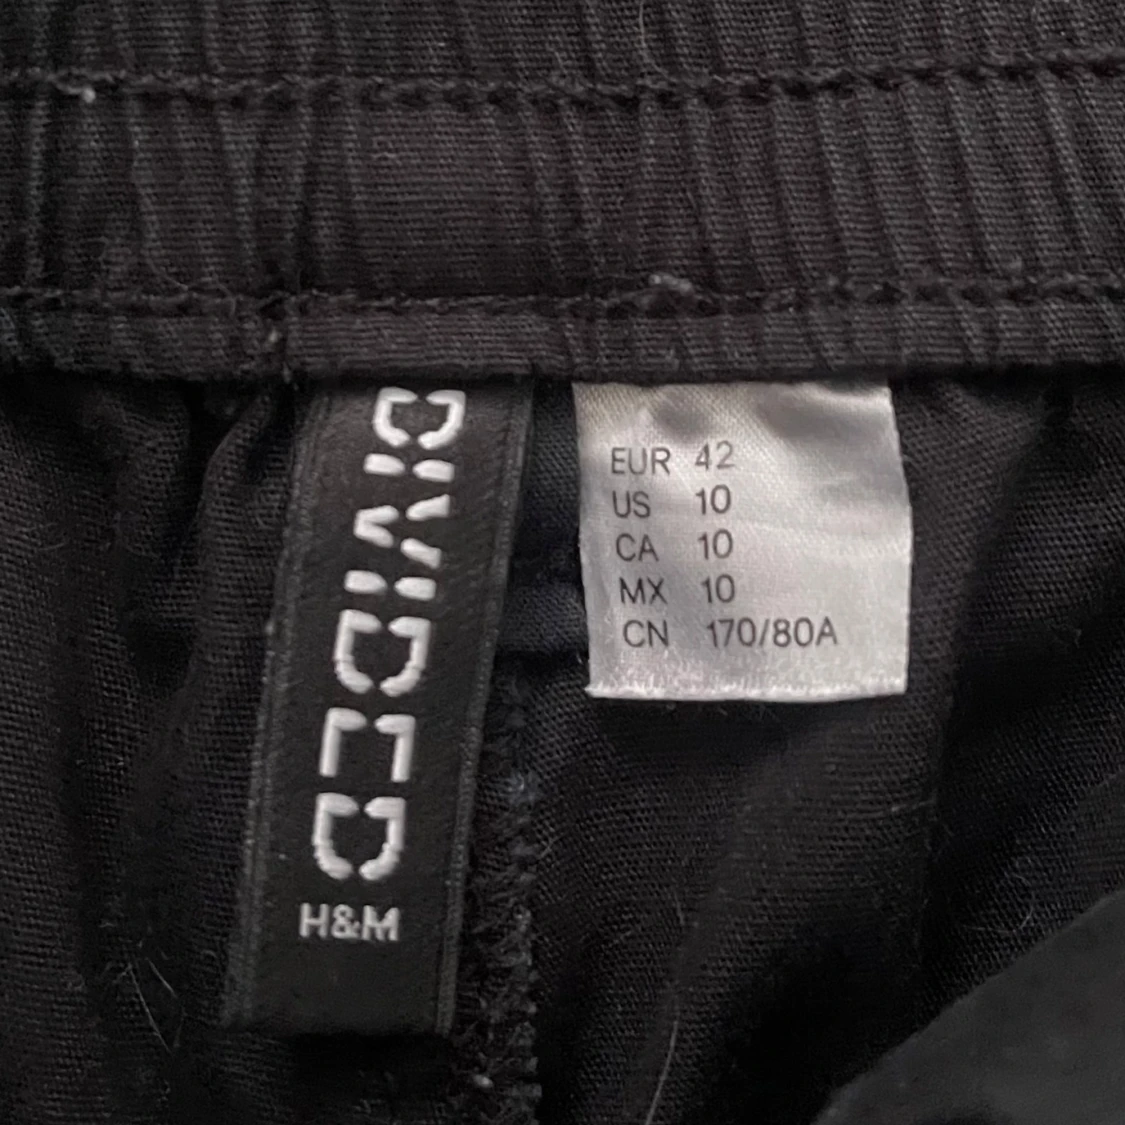 DIVIDED
H&M
EUR 42
US 10
CA 10
MX 10
CN 170/80A